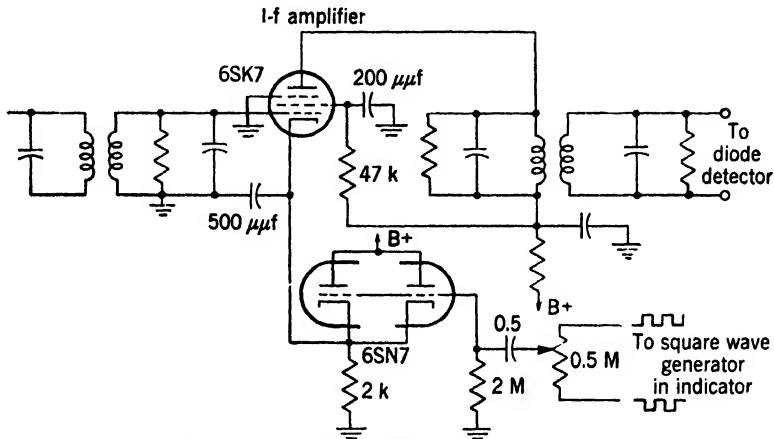 I-f amplifier
6SK7
200 μμf
47 k
500 μμf
To
diode
detector
B+
B+
6SN7
0.5
2 k
2 M
0.5 M
To square wave
generator
in indicator